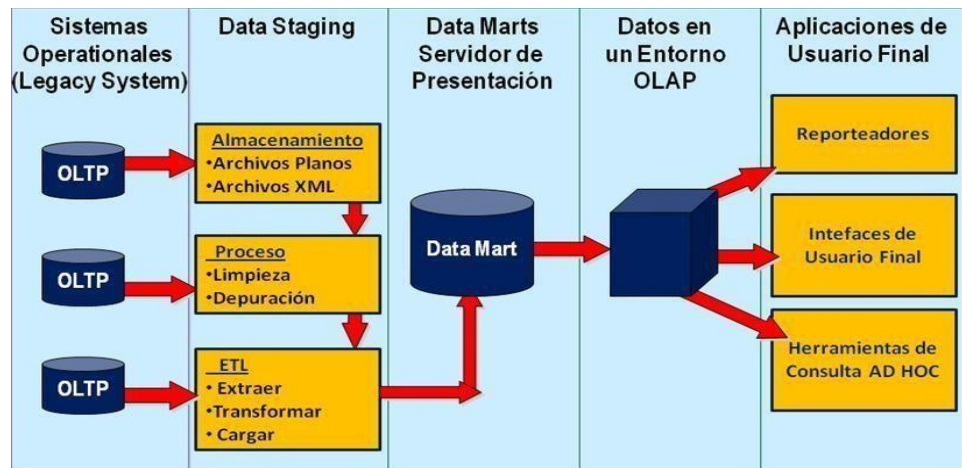 Sistemas
Operacionales
(Legacy System)
Data Staging
Data Marts
Servidor de
Presentación
Datos en
un Entorno
OLAP
Aplicaciones de
Usuario Final
OLTP
OLTP
OLTP
Almacenamiento
•Archivos Planos
•Archivos XML
Proceso
•Limpieza
•Depuración
ETL
• Extraer
•Transformar
• Cargar
Data Mart
Reporteadores
Intefaces de
Usuario Final
Herramientas de
Consulta AD HOC